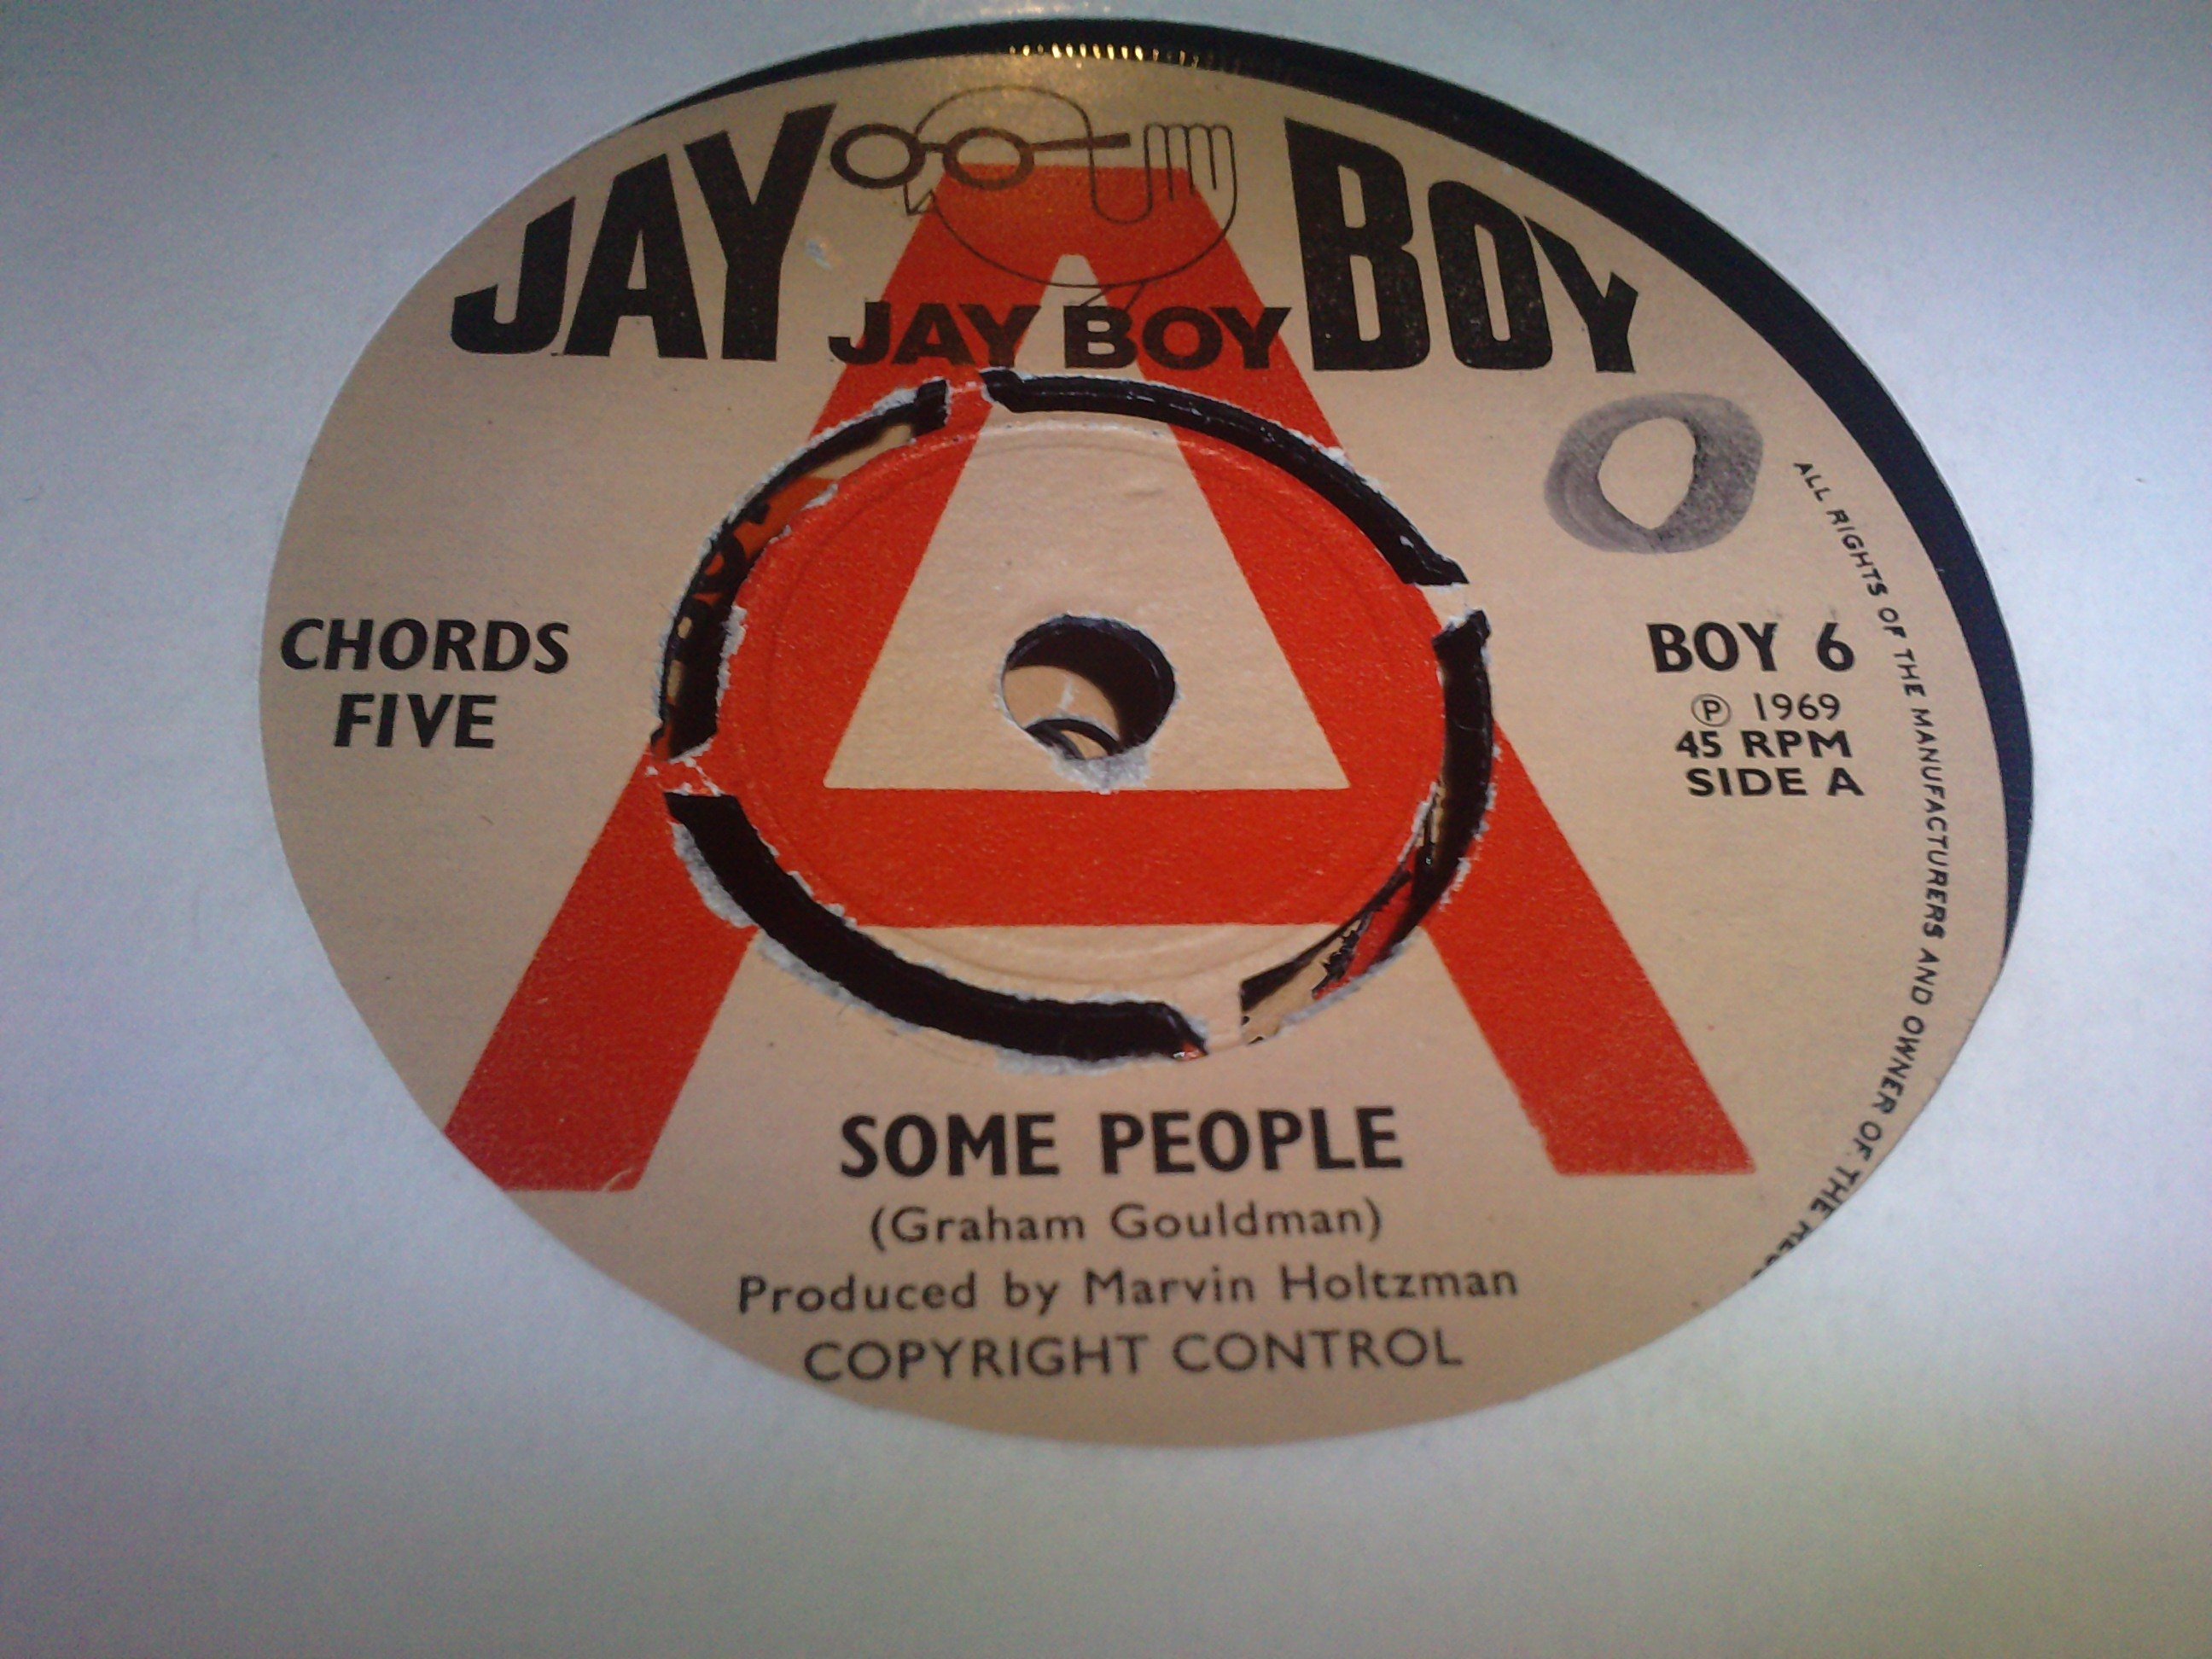 JAY BOY
JAY BOY
CHORDS
FIVE
BOY 6
℗ 1969
45 RPM
SIDE A
ALL RIGHTS OF THE MANUFACTURERS AND OWNER OF THE
SOME PEOPLE
(Graham Gouldman)
Produced by Marvin Holtzman
COPYRIGHT CONTROL
A